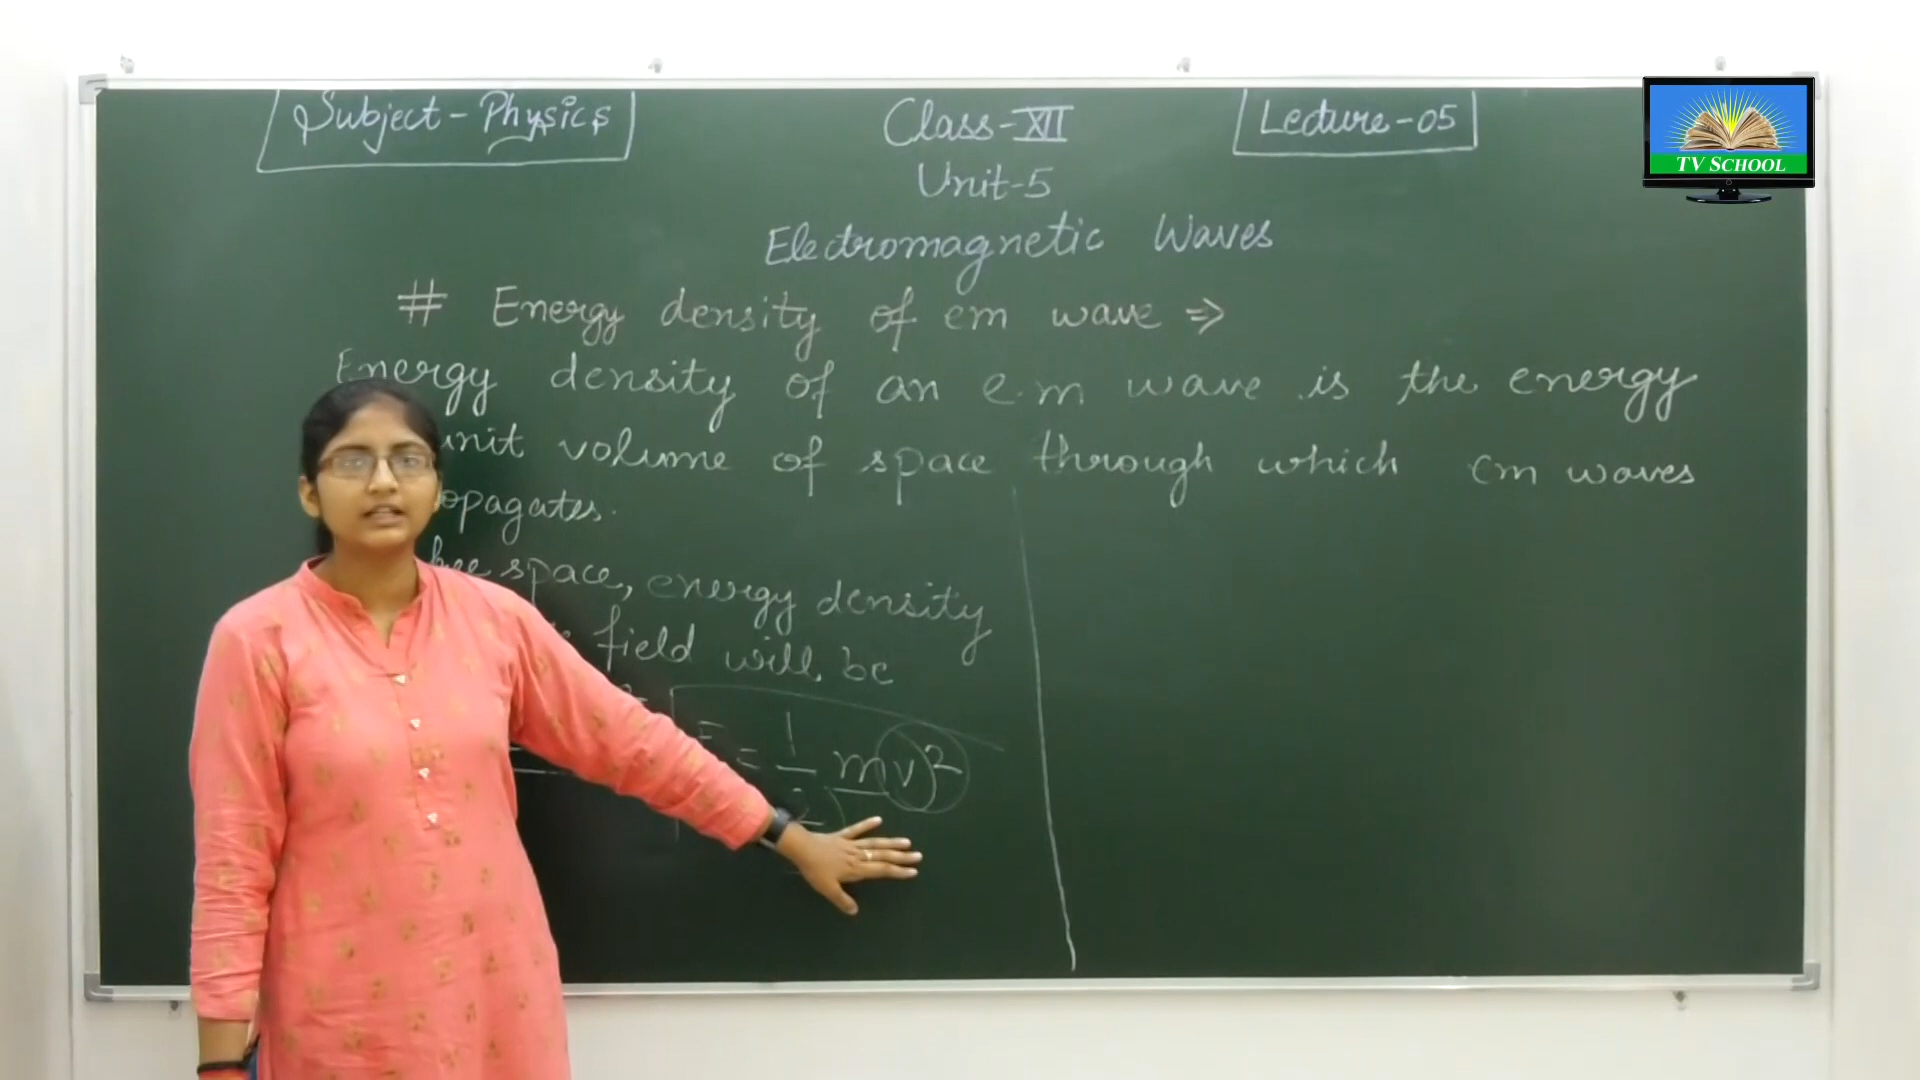 Subject - Physics
Class - XII
Lecture - 05
TV SCHOOL
Unit-5
Electromagnetic Waves
# Energy density of em wave ⇒
Energy density of an e.m wave is the energy
unit volume of space through which em waves
opagates.
space, energy density
field will be
= 1/2 mv²